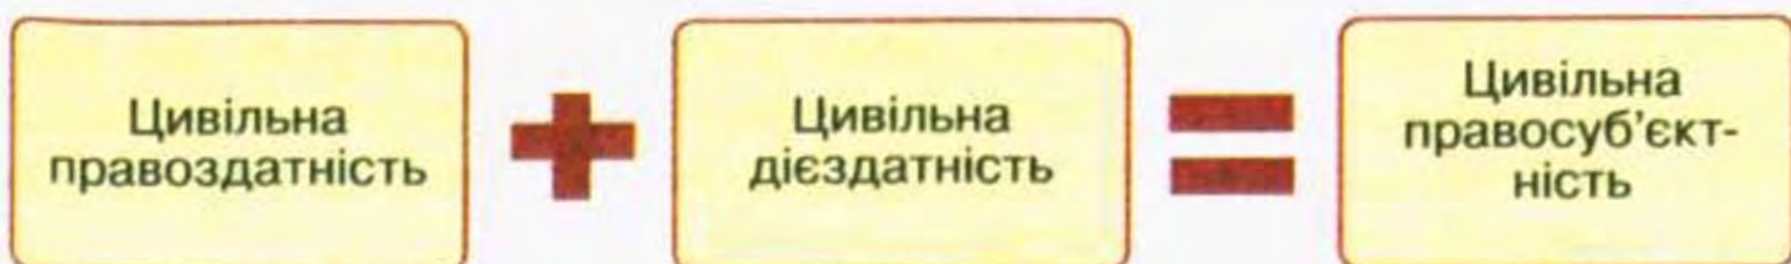 Цивільна
правоздатність
Цивільна
дієздатність
Цивільна
правосуб'єкт-
ність